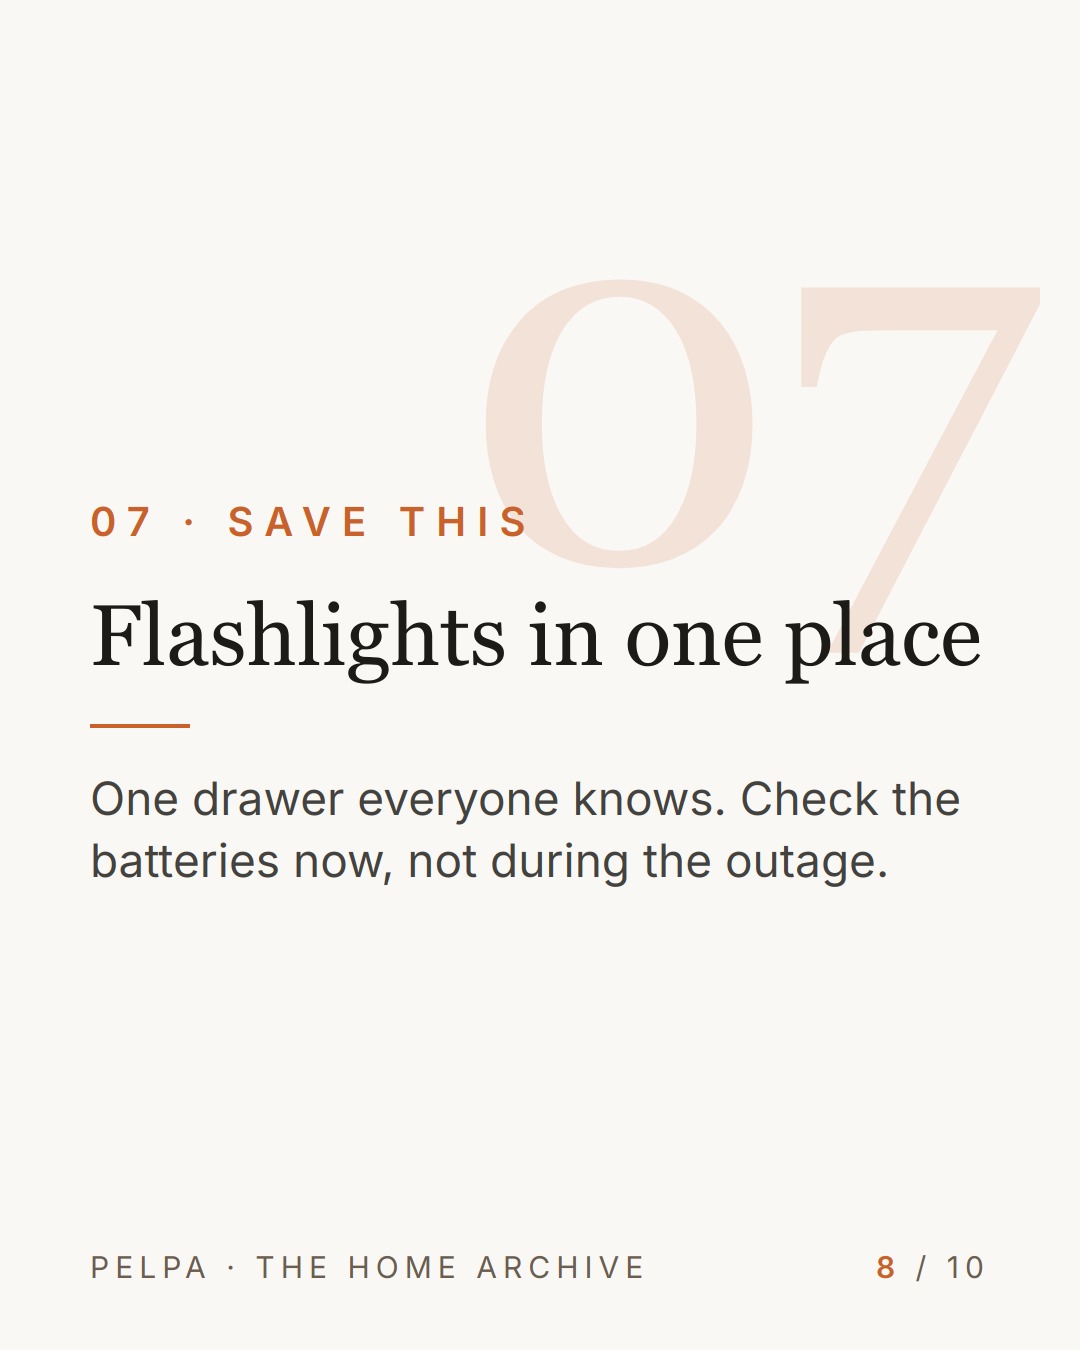 07
07 · SAVE THIS
Flashlights in one place
One drawer everyone knows. Check the
batteries now, not during the outage.
PELPA · THE HOME ARCHIVE
8 / 10